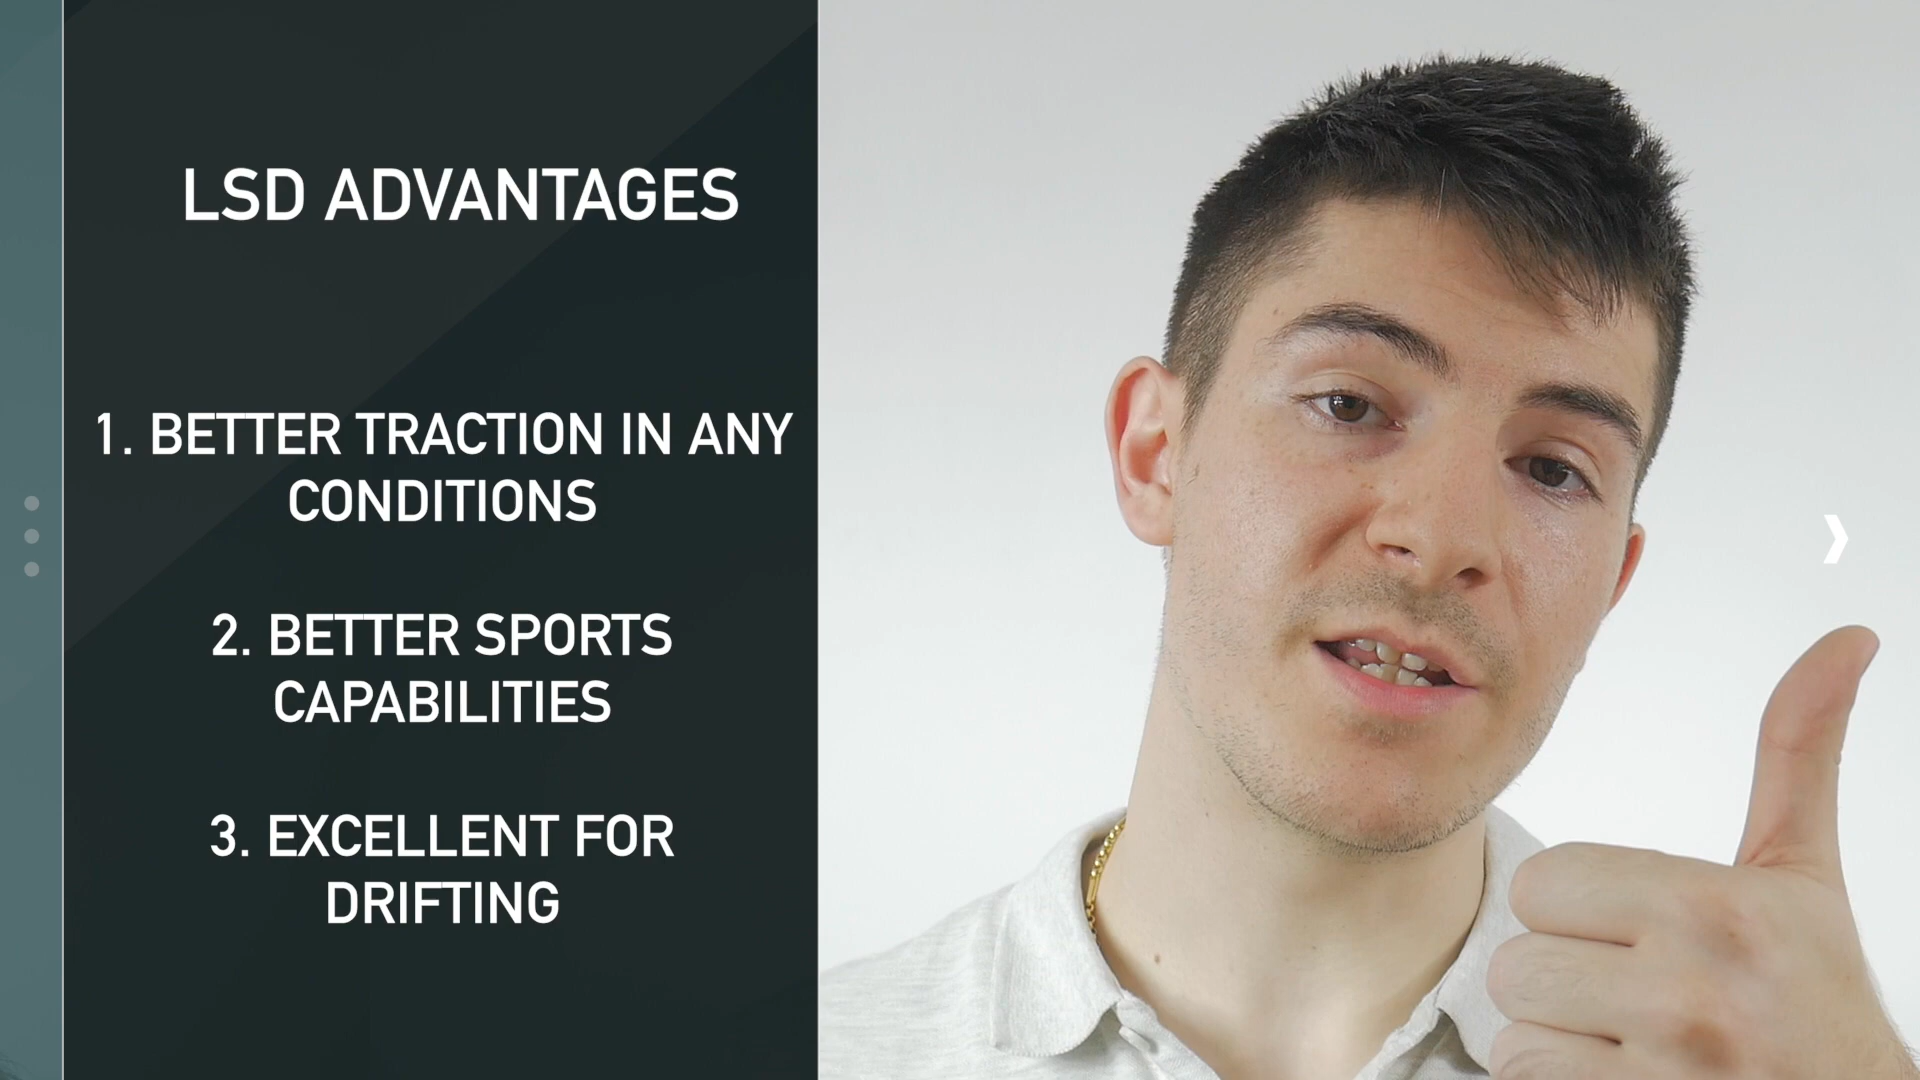 LSD ADVANTAGES
1. BETTER TRACTION IN ANY
CONDITIONS
2. BETTER SPORTS
CAPABILITIES
3. EXCELLENT FOR
DRIFTING